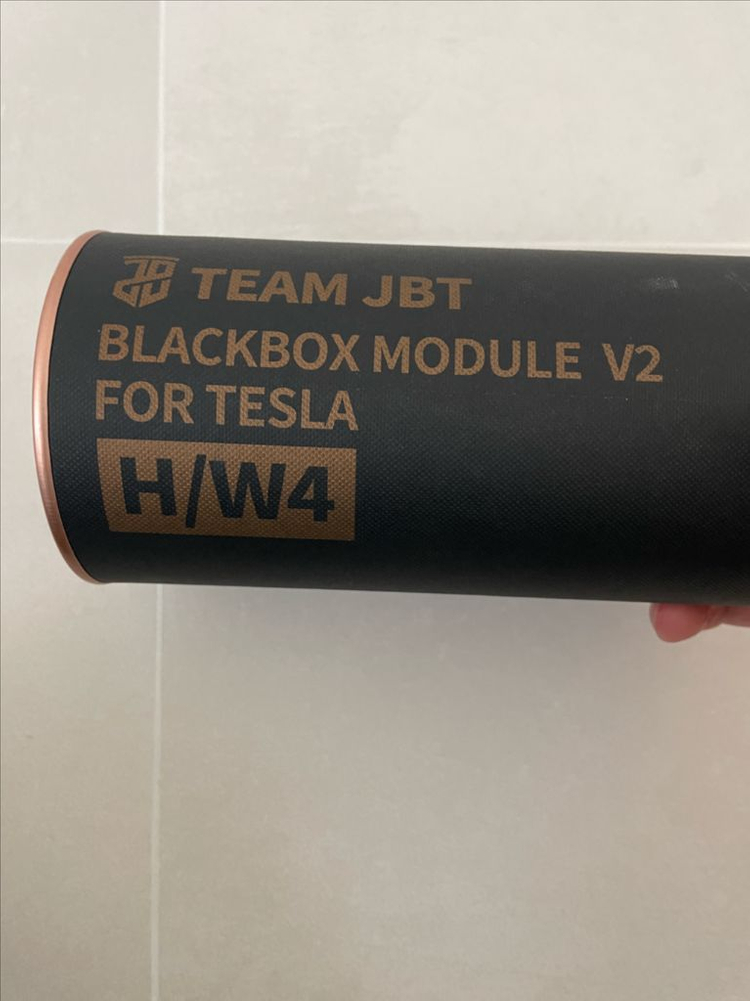 TEAM JBT
BLACKBOX MODULE V2
FOR TESLA
H/W4